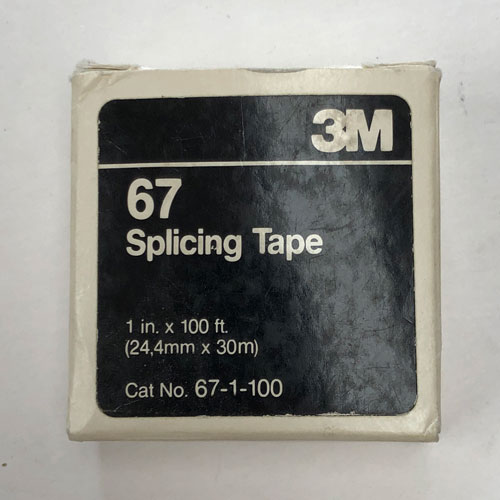 3M
67
Splicing Tape
1 in. x 100 ft.
(24,4mm x 30m)
Cat No. 67-1-100